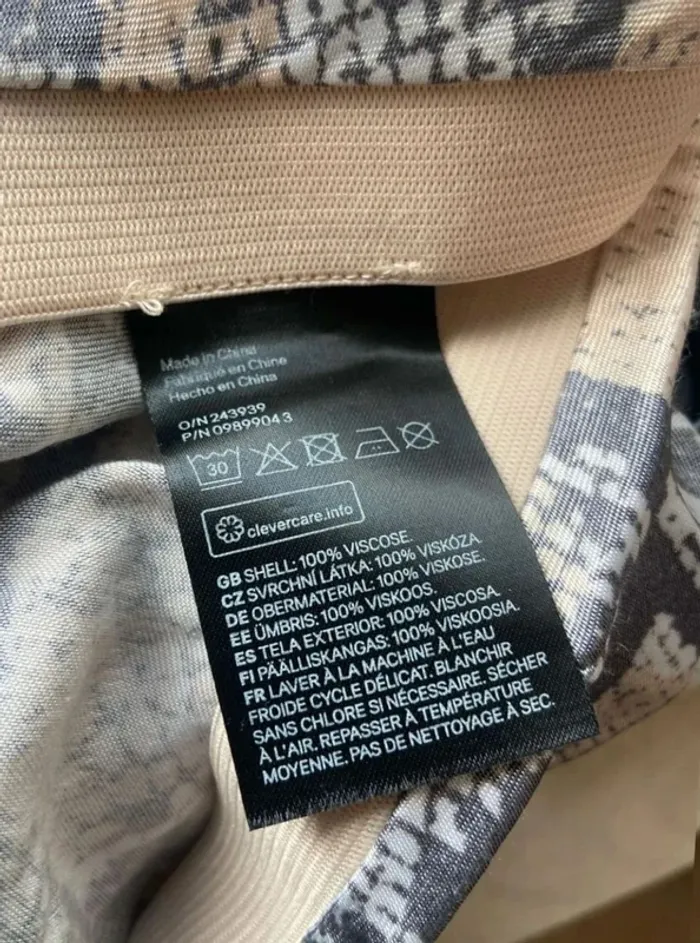 Made in China
Fabriqué en Chine
Hecho en China
O/N 243939
P/N 09899043
30
clevercare.info
GB SHELL: 100% VISCOSE.
CZ SVRCHNÍ LÁTKA: 100% VISKÓZA.
DE OBERMATERIAL: 100% VISKOSE.
EE ÜMBRIS: 100% VISKOOS.
ES TELA EXTERIOR: 100% VISCOSA.
FI PÄÄLLISKANGAS: 100% VISKOOSIA.
FR LAVER À LA MACHINE À L'EAU
FROIDE CYCLE DÉLICAT. BLANCHIR
SANS CHLORE SI NÉCESSAIRE. SÉCHER
À L'AIR. REPASSER À TEMPÉRATURE
MOYENNE. PAS DE NETTOYAGE À SEC.